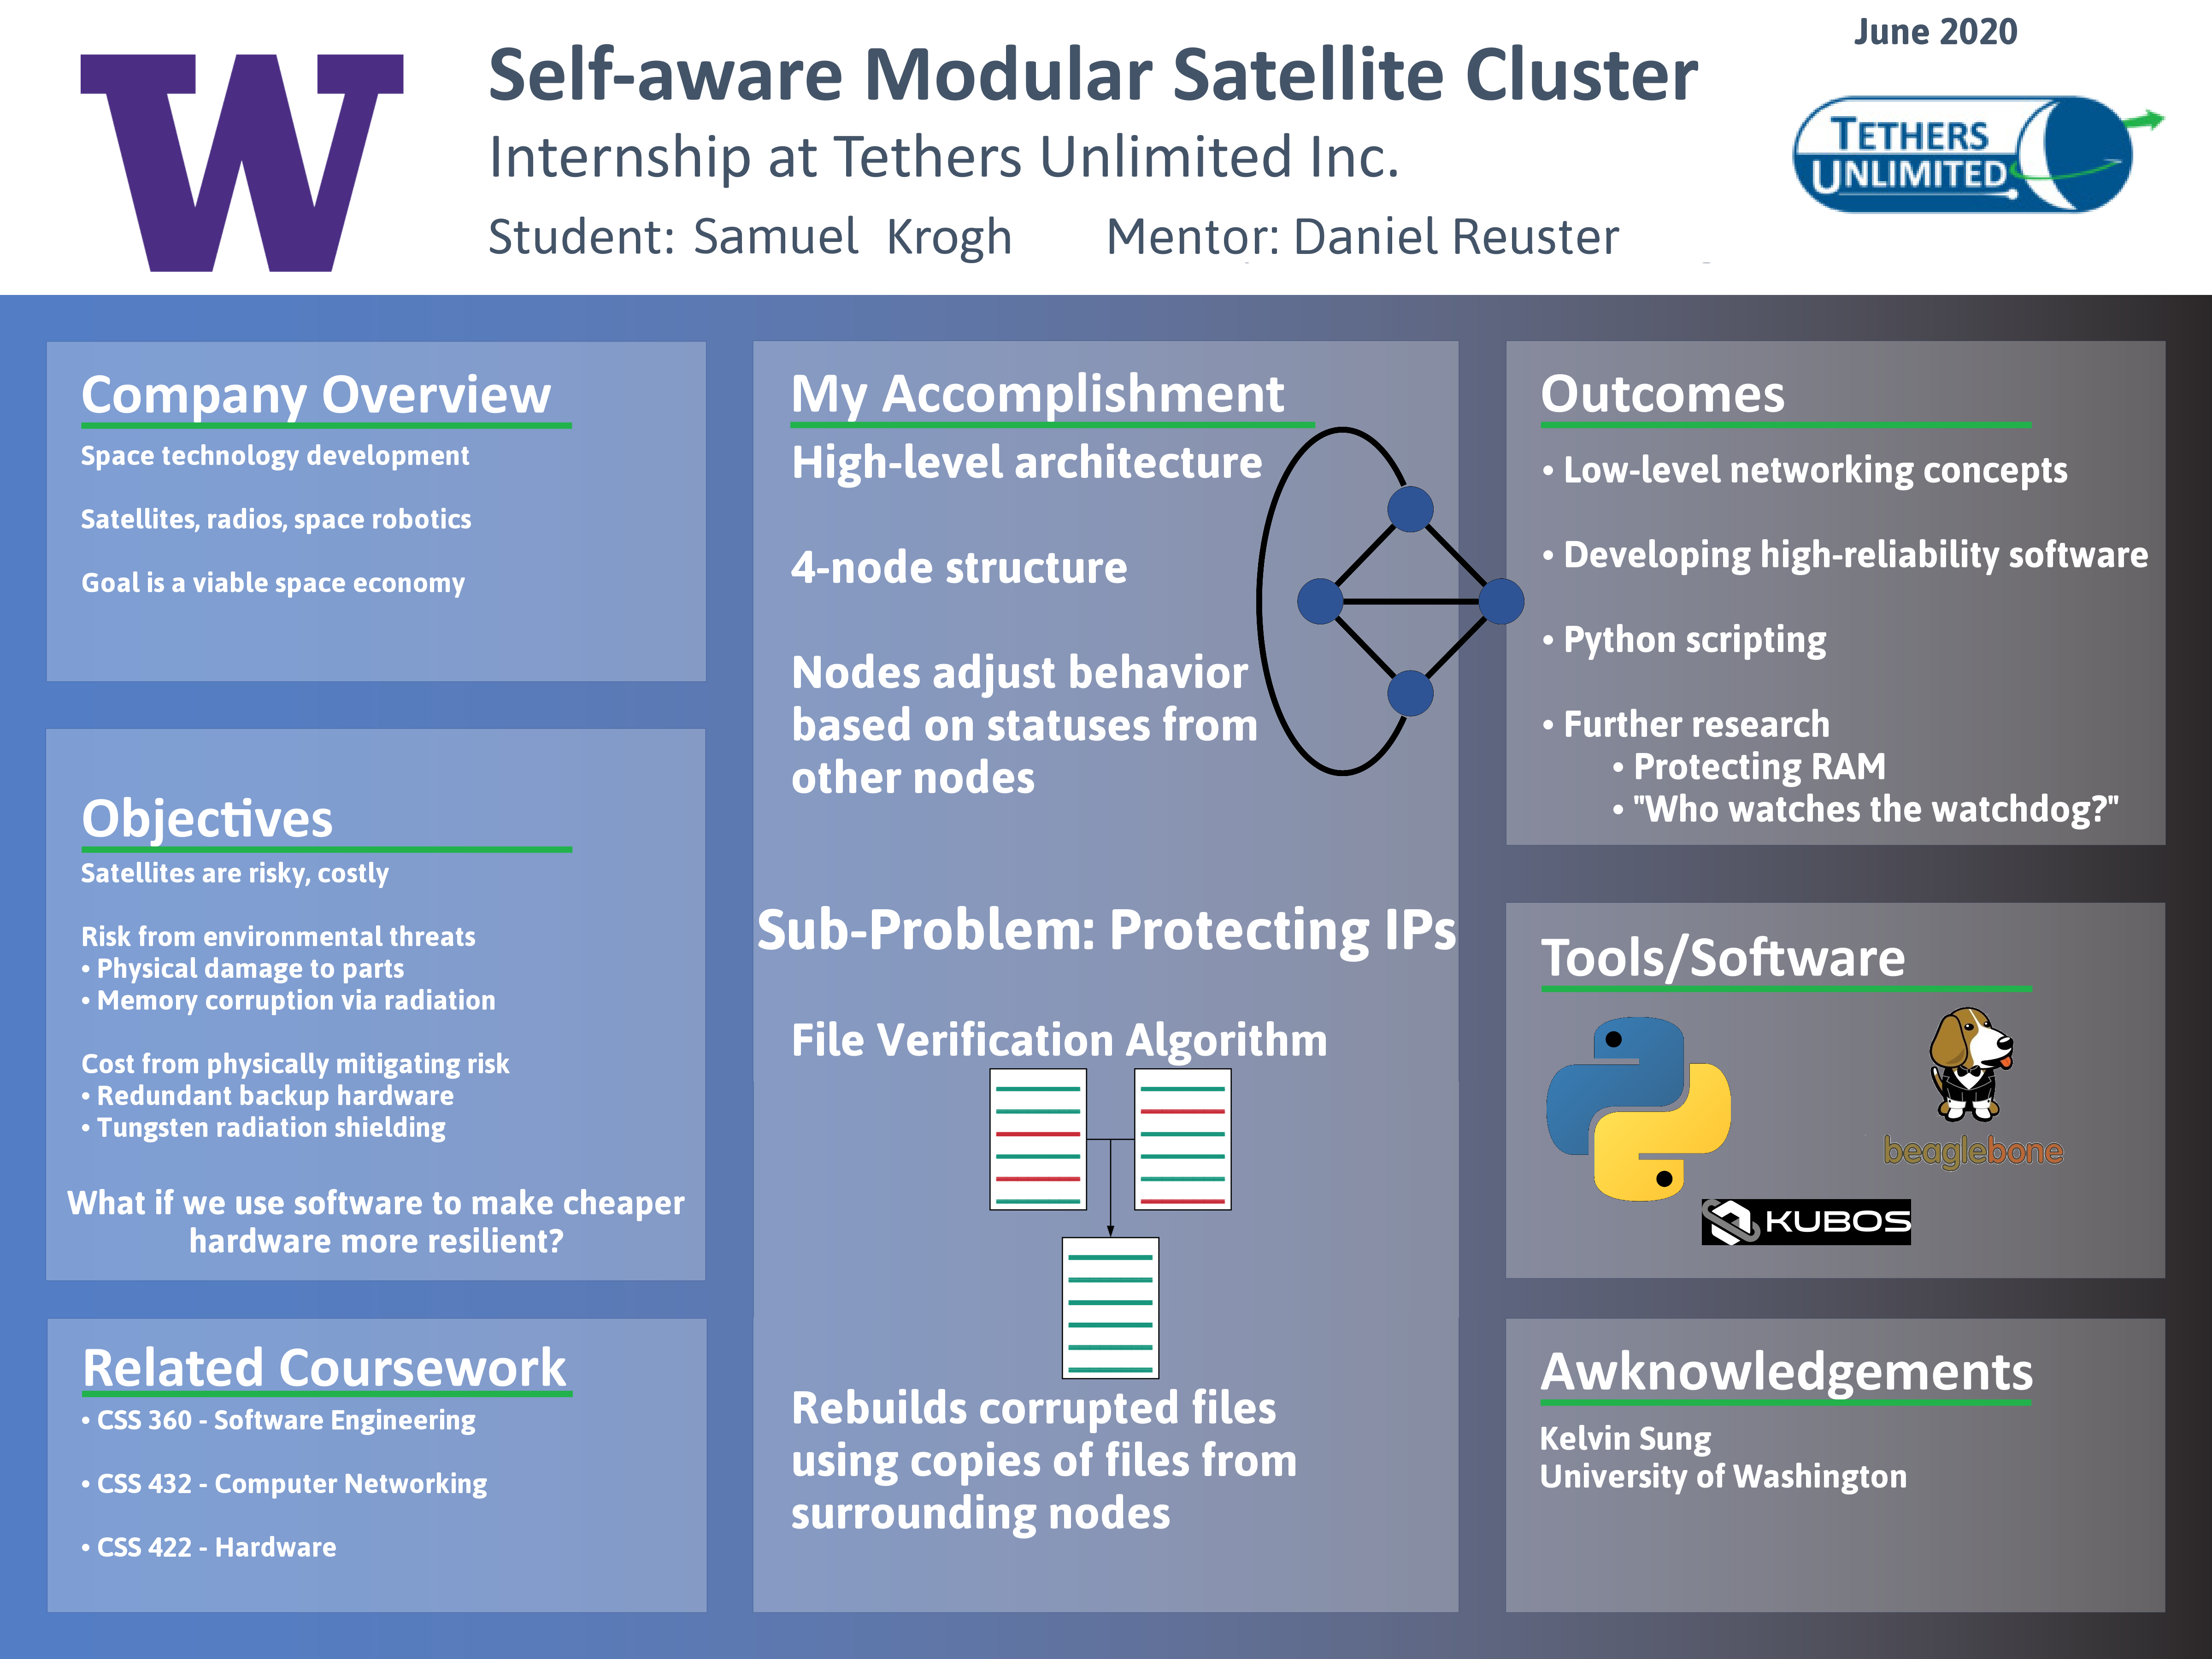 June 2020
Self-aware Modular Satellite Cluster
Internship at Tethers Unlimited Inc.
TETHERS
UNLIMITED
Student: Samuel Krogh Mentor: Daniel Reuster
Company Overview
Space technology development
Satellites, radios, space robotics
Goal is a viable space economy
Objectives
Satellites are risky, costly
Risk from environmental threats
• Physical damage to parts
• Memory corruption via radiation
Cost from physically mitigating risk
• Redundant backup hardware
• Tungsten radiation shielding
What if we use software to make cheaper
hardware more resilient?
Related Coursework
• CSS 360 - Software Engineering
• CSS 432 - Computer Networking
• CSS 422 - Hardware
My Accomplishment
High-level architecture
4-node structure
Nodes adjust behavior
based on statuses from
other nodes
Sub-Problem: Protecting IPs
File Verification Algorithm
Rebuilds corrupted files
using copies of files from
surrounding nodes
Outcomes
• Low-level networking concepts
• Developing high-reliability software
• Python scripting
• Further research
• Protecting RAM
• "Who watches the watchdog?"
Tools/Software
beaglebone
KUBOS
Awknowledgements
Kelvin Sung
University of Washington
W